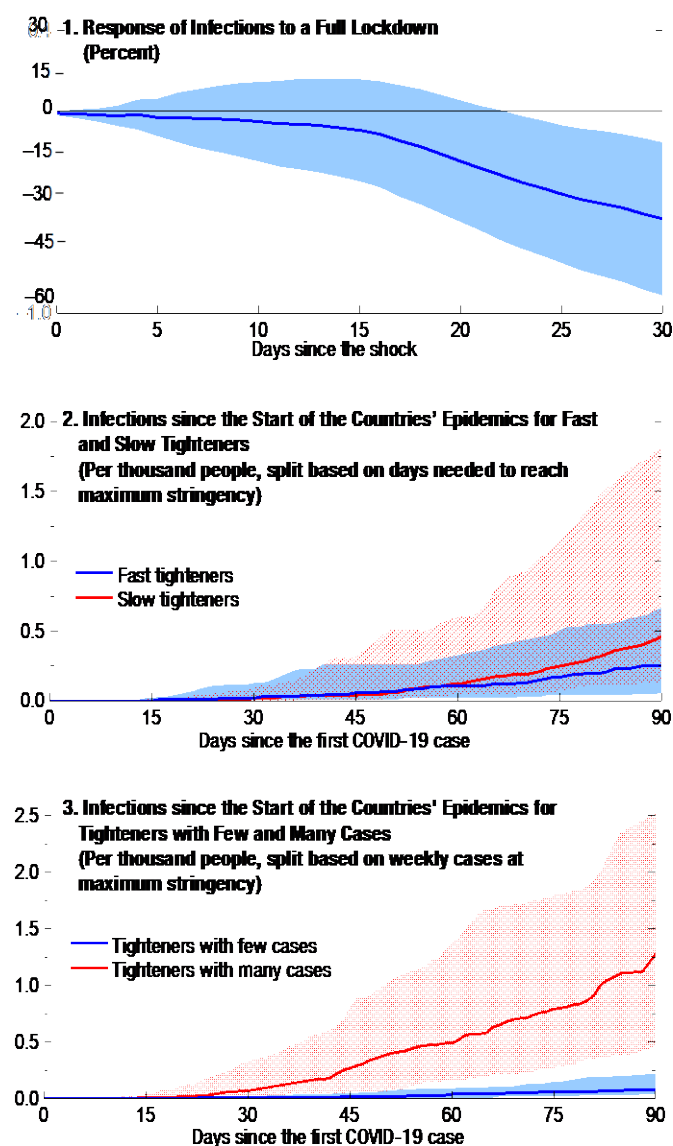 1. Response of Infections to a Full Lockdown
(Percent)
30
15
0
–15
–30
–45
–60
1.0
0 5 10 15 20 25 30
Days since the shock
2. Infections since the Start of the Countries' Epidemics for Fast
and Slow Tighteners
(Per thousand people, split based on days needed to reach
maximum stringency)
2.0
1.5
1.0
0.5
0.0
Fast tighteners
Slow tighteners
0 15 30 45 60 75 90
Days since the first COVID-19 case
3. Infections since the Start of the Countries' Epidemics for
Tighteners with Few and Many Cases
(Per thousand people, split based on weekly cases at
maximum stringency)
2.5
2.0
1.5
1.0
0.5
0.0
Tighteners with few cases
Tighteners with many cases
0 15 30 45 60 75 90
Days since the first COVID-19 case